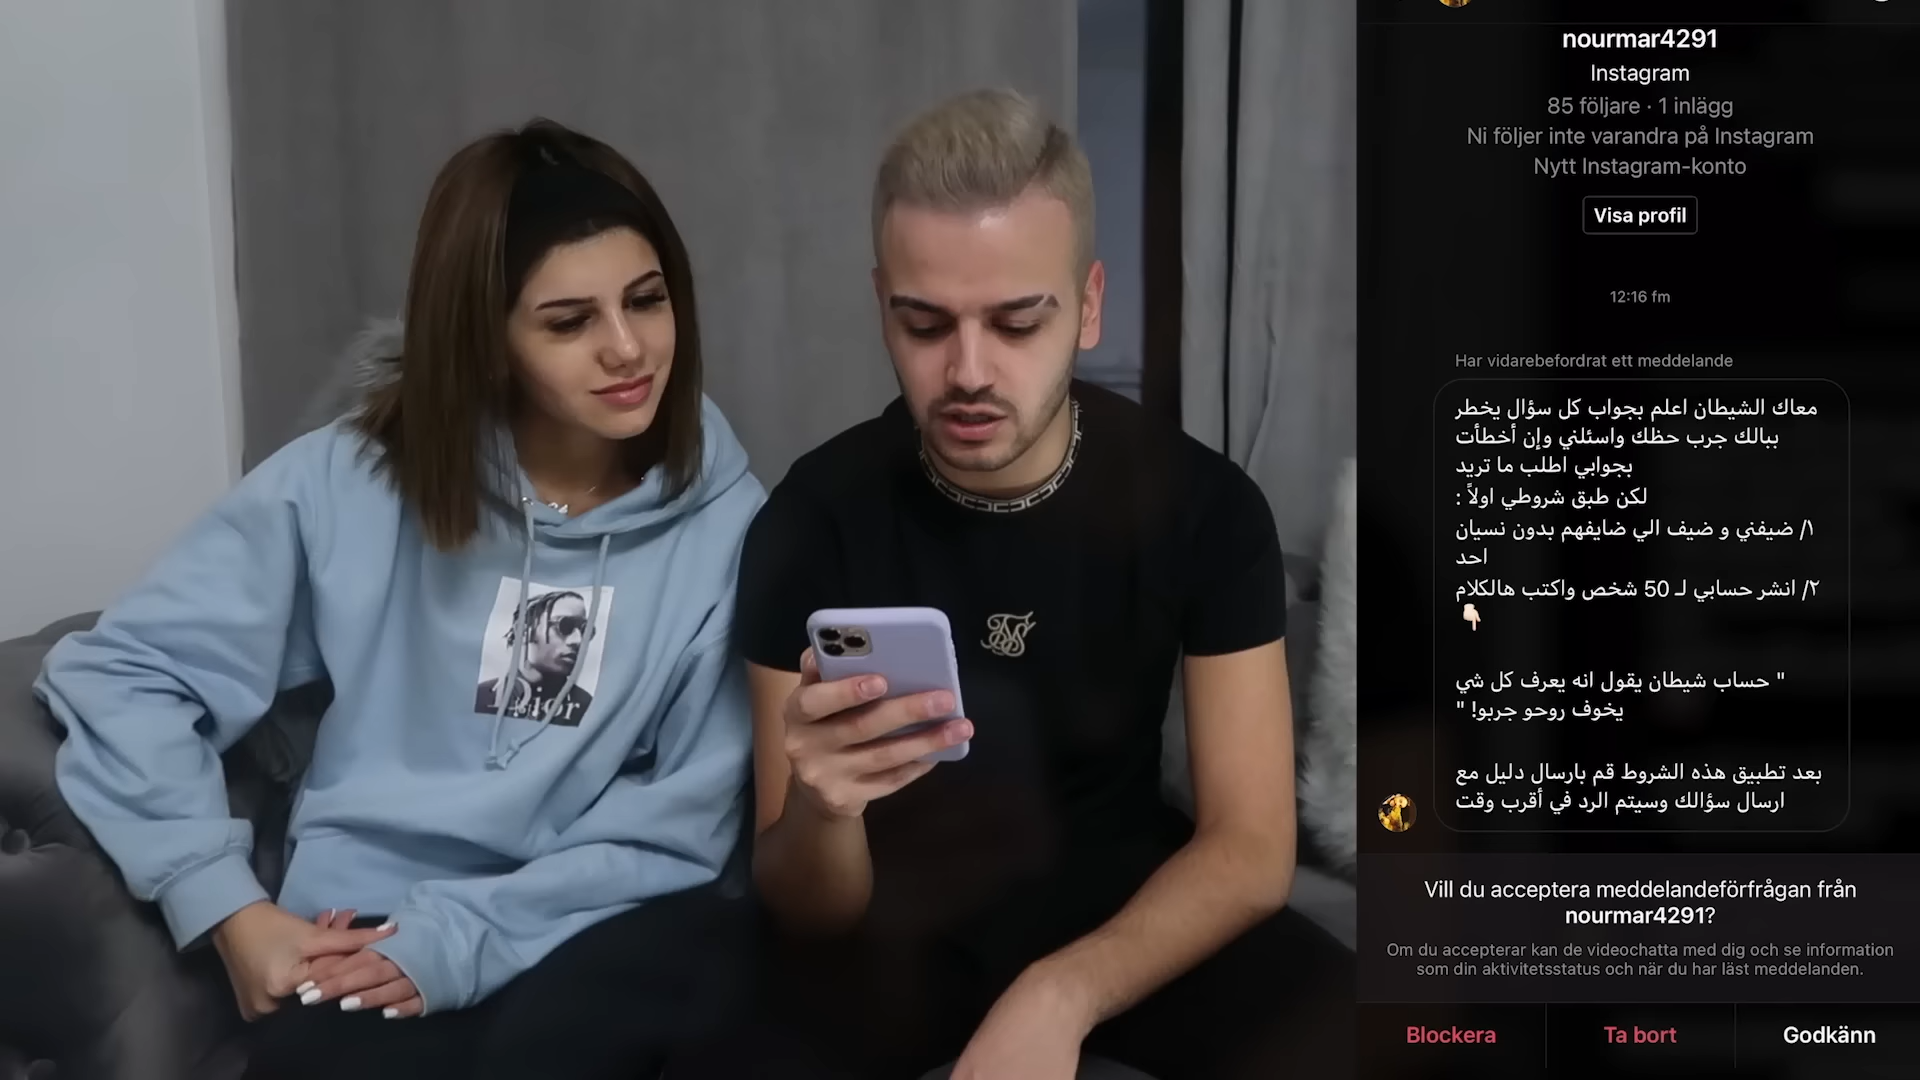 nourmar4291
Instagram
85 följare · 1 inlägg
Ni följer inte varandra på Instagram
Nytt Instagram-konto
Visa profil
12:16 fm
Har vidarebefordrat ett meddelande
معاك الشيطان اعلم بجواب كل سؤال يخطر
ببالك جرب حظك واسئلني وإن أخطأت
بجوابي اطلب ما تريد
لكن طبق شروطي اولاً :
١/ ضيفني و ضيف الي ضايفهم بدون نسيان
احد
٢/ انشر حسابي لـ 50 شخص واكتب هالكلام
👇🏻
" حساب شيطان يقول انه يعرف كل شي
يخوف روحو جربو! "
بعد تطبيق هذه الشروط قم بارسال دليل مع
ارسال سؤالك وسيتم الرد في أقرب وقت
Vill du acceptera meddelandeförfrågan från
nourmar4291?
Om du accepterar kan de videochatta med dig och se information
som din aktivitetsstatus och när du har läst meddelanden.
Blockera
Ta bort
Godkänn
Dior